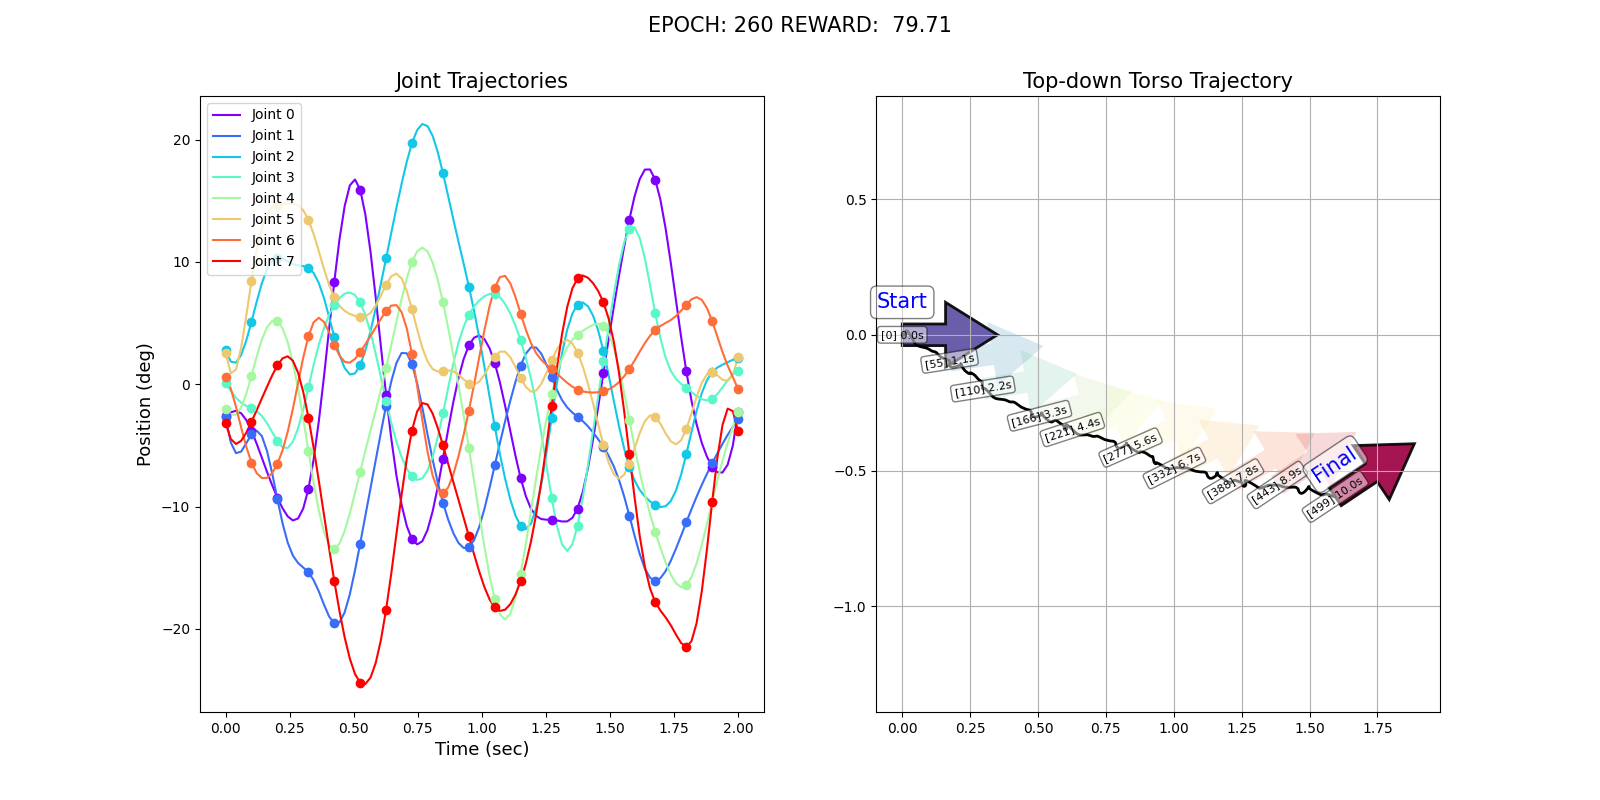 EPOCH: 260 REWARD:  79.71
Joint Trajectories
Joint 0
Joint 1
Joint 2
Joint 3
Joint 4
Joint 5
Joint 6
Joint 7
20
10
0
−10
−20
Position (deg)
0.00 0.25 0.50 0.75 1.00 1.25 1.50 1.75 2.00
Time (sec)
Top-down Torso Trajectory
0.5
0.0
−0.5
−1.0
Start
[0] 0.0s
[55] 1.1s
[110] 2.2s
[166] 3.3s
[221] 4.4s
[277] 5.6s
[332] 6.7s
[388] 7.8s
[443] 8.9s
Final
[499] 10.0s
0.00 0.25 0.50 0.75 1.00 1.25 1.50 1.75